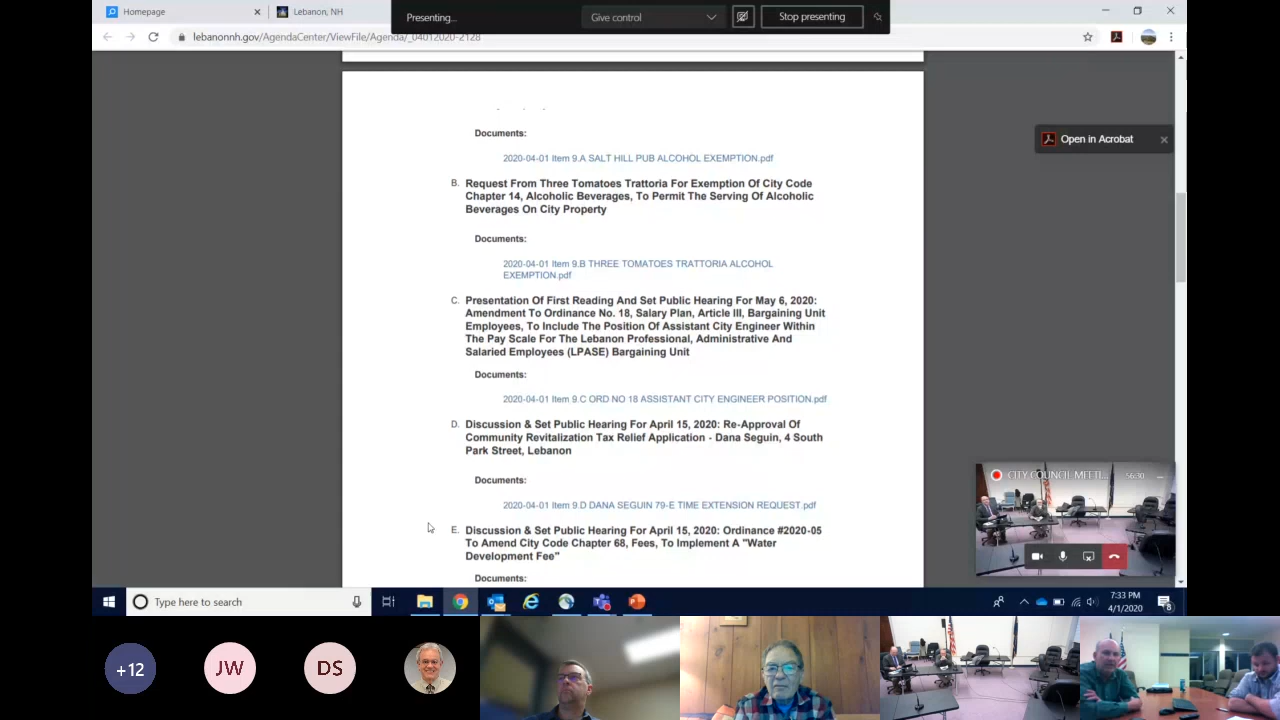 Homepage
Lebanon, NH
Presenting...
Give control
Stop presenting
lebanonnh.gov/AgendaCenter/ViewFile/Agenda/_04012020-2128
Open in Acrobat
Documents:
2020-04-01 Item 9.A SALT HILL PUB ALCOHOL EXEMPTION.pdf
B. Request From Three Tomatoes Trattoria For Exemption Of City Code
Chapter 14, Alcoholic Beverages, To Permit The Serving Of Alcoholic
Beverages On City Property
Documents:
2020-04-01 Item 9.B THREE TOMATOES TRATTORIA ALCOHOL
EXEMPTION.pdf
C. Presentation Of First Reading And Set Public Hearing For May 6, 2020:
Amendment To Ordinance No. 18, Salary Plan, Article III, Bargaining Unit
Employees, To Include The Position Of Assistant City Engineer Within
The Pay Scale For The Lebanon Professional, Administrative And
Salaried Employees (LPASE) Bargaining Unit
Documents:
2020-04-01 Item 9.C ORD NO 18 ASSISTANT CITY ENGINEER POSITION.pdf
D. Discussion & Set Public Hearing For April 15, 2020: Re-Approval Of
Community Revitalization Tax Relief Application - Dana Seguin, 4 South
Park Street, Lebanon
Documents:
2020-04-01 Item 9.D DANA SEGUIN 79-E TIME EXTENSION REQUEST.pdf
E. Discussion & Set Public Hearing For April 15, 2020: Ordinance #2020-05
To Amend City Code Chapter 68, Fees, To Implement A "Water
Development Fee"
Documents:
CITY COUNCIL MEETI...
56:30
Type here to search
7:33 PM
4/1/2020
8
+12
JW
DS